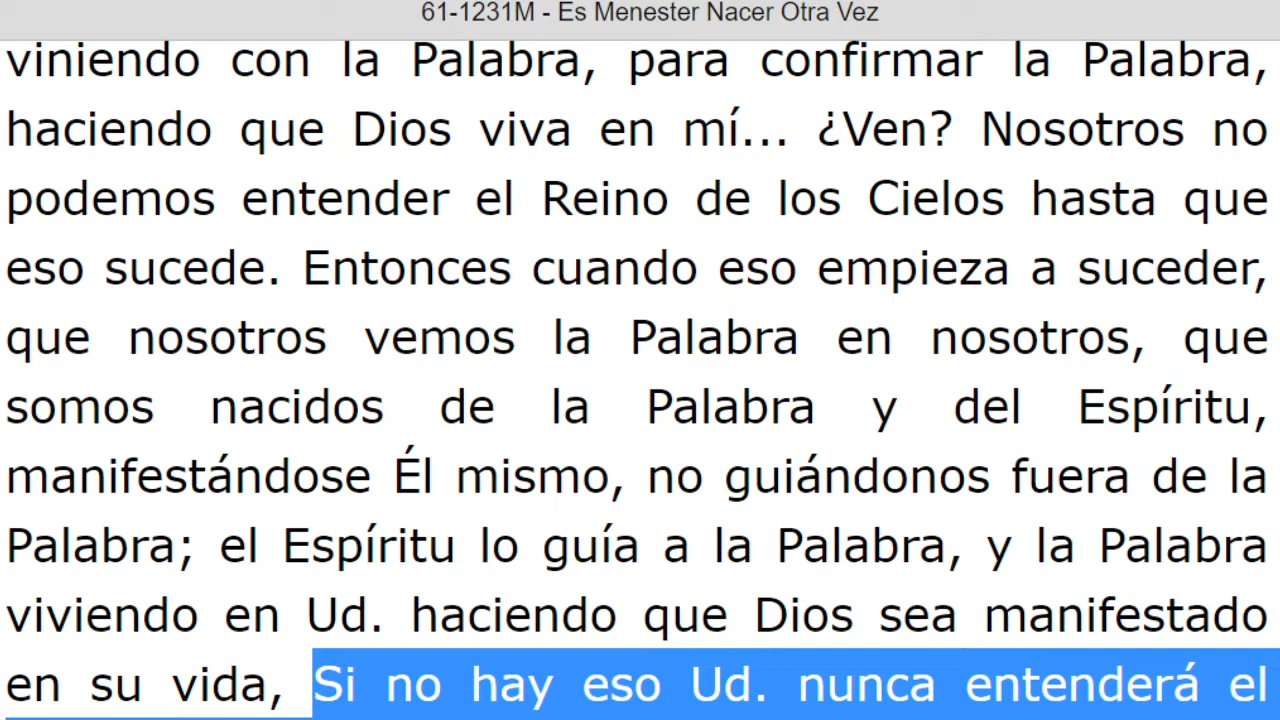 61-1231M - Es Menester Nacer Otra Vez
viniendo con la Palabra, para confirmar la Palabra,
haciendo que Dios viva en mí... ¿Ven? Nosotros no
podemos entender el Reino de los Cielos hasta que
eso sucede. Entonces cuando eso empieza a suceder,
que nosotros vemos la Palabra en nosotros, que
somos nacidos de la Palabra y del Espíritu,
manifestándose Él mismo, no guiándonos fuera de la
Palabra; el Espíritu lo guía a la Palabra, y la Palabra
viviendo en Ud. haciendo que Dios sea manifestado
en su vida, Si no hay eso Ud. nunca entenderá el